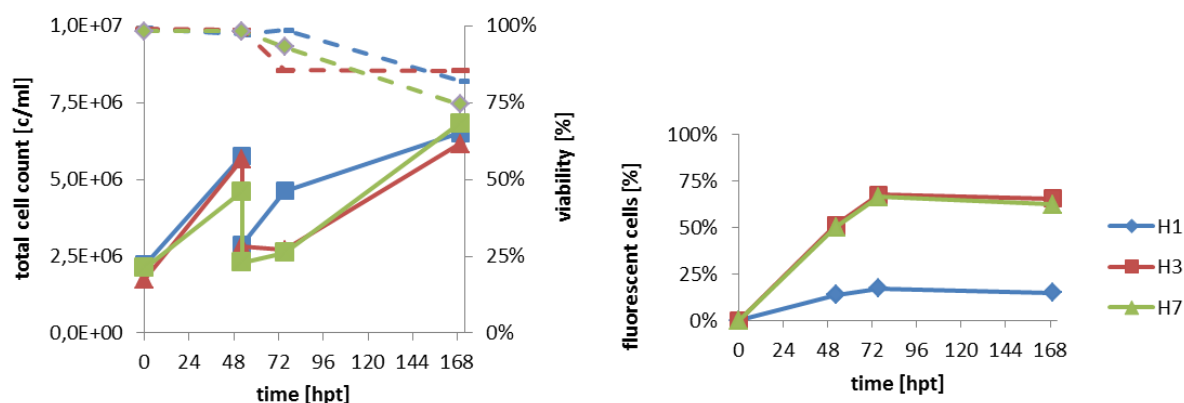 total cell count [c/ml]
1,0E+07
7,5E+06
5,0E+06
2,5E+06
0,0E+00
0 24 48 72 96 120 144 168
time [hpt]
100%
75%
50%
25%
0%
viability [%]
fluorescent cells [%]
100%
75%
50%
25%
0%
0 24 48 72 96 120 144 168
time [hpt]
H1
H3
H7